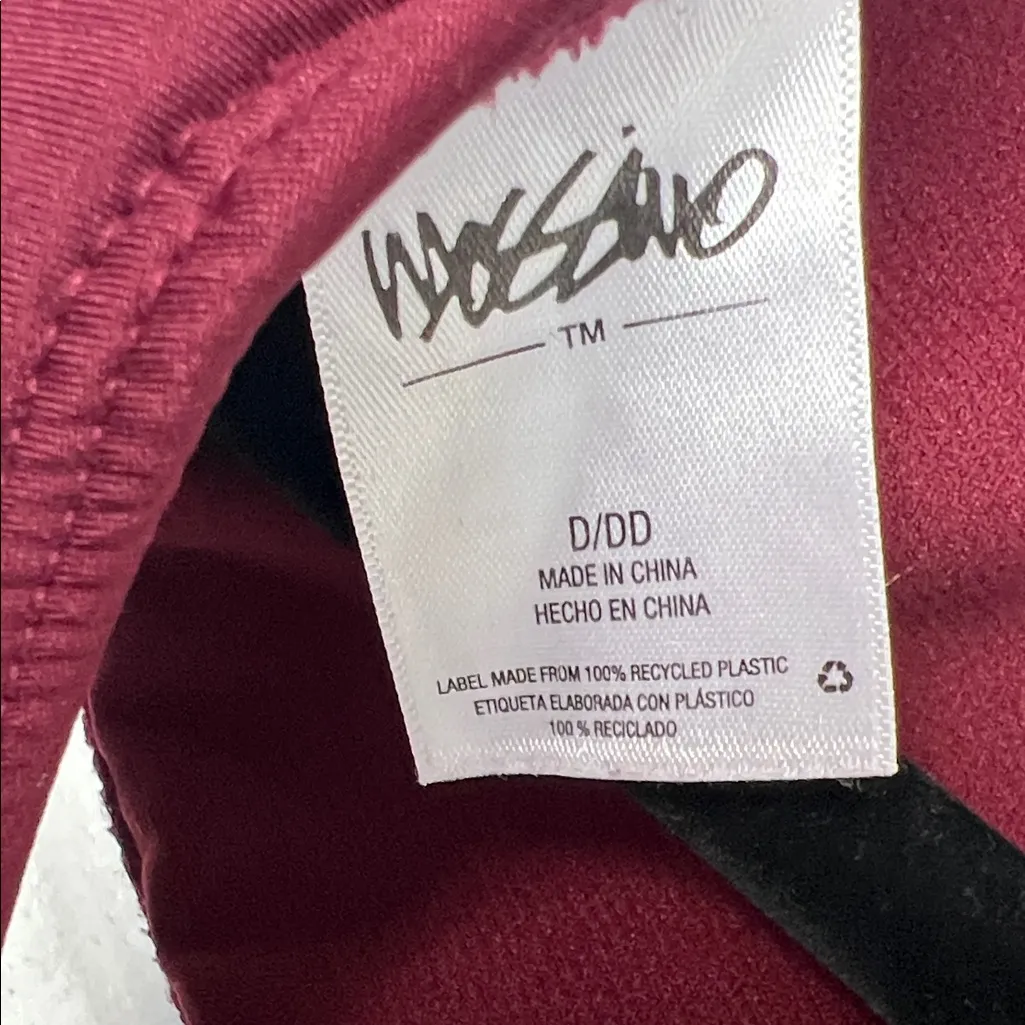 Mossimo
TM
D/DD
MADE IN CHINA
HECHO EN CHINA
LABEL MADE FROM 100% RECYCLED PLASTIC
ETIQUETA ELABORADA CON PLÁSTICO
100 % RECICLADO